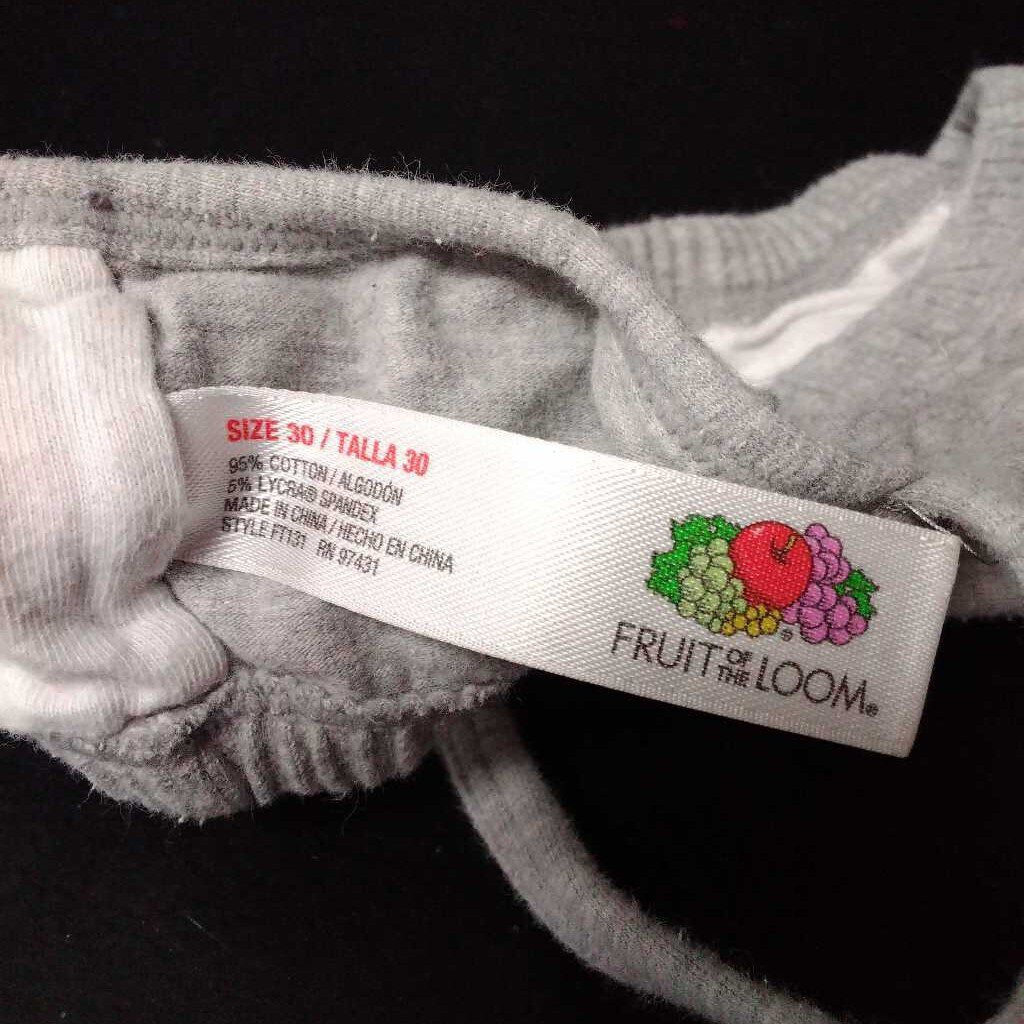 SIZE 30 / TALLA 30
95% COTTON / ALGODÓN
5% LYCRA® SPANDEX
MADE IN CHINA / HECHO EN CHINA
STYLE FT131 RN 97431
FRUIT OF THE LOOM®